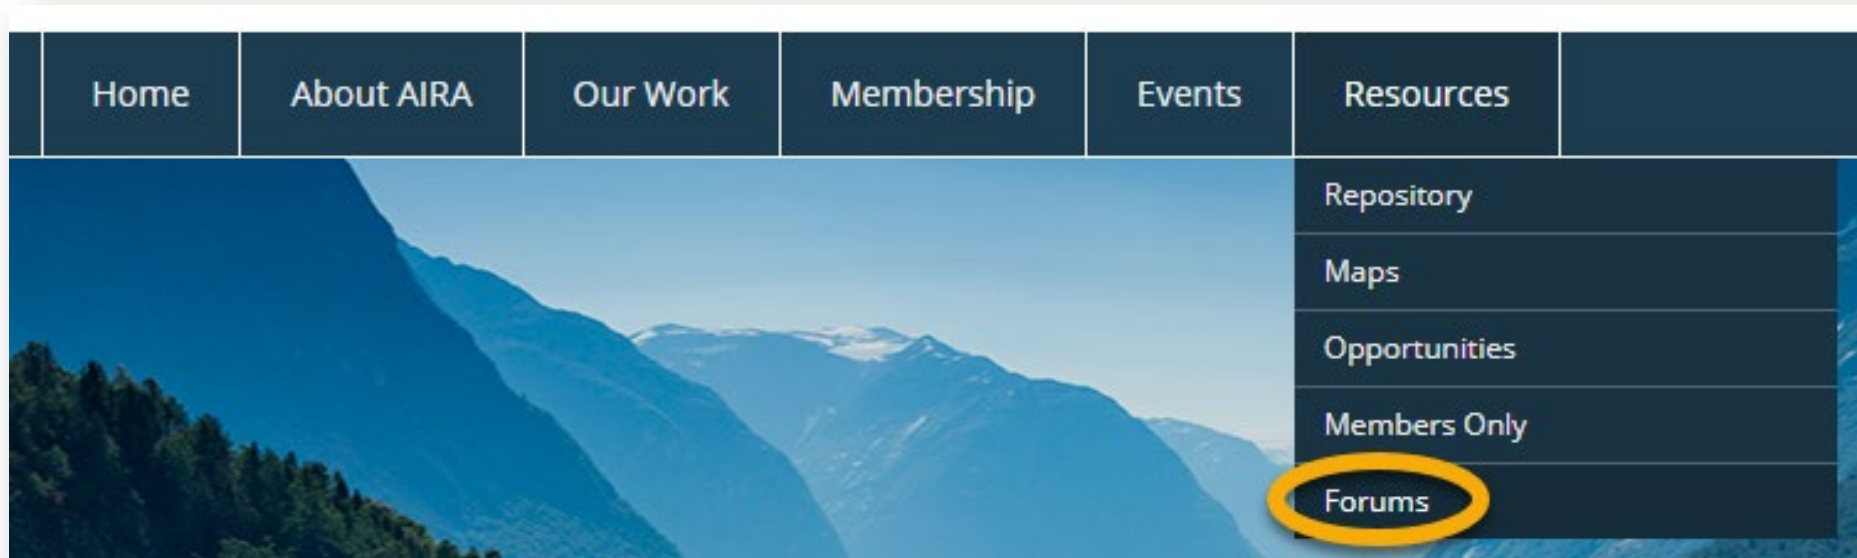 Home About AIRA Our Work Membership Events Resources
Repository
Maps
Opportunities
Members Only
Forums